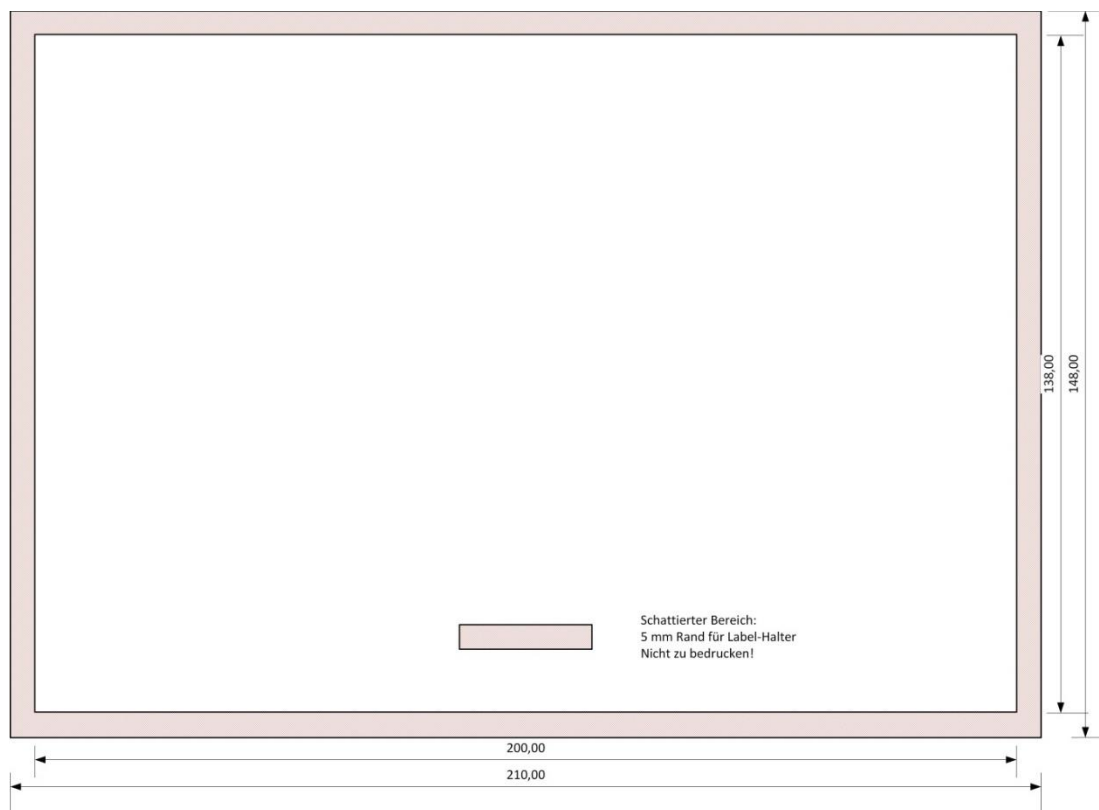 138,00
148,00
Schattierter Bereich:
5 mm Rand für Label-Halter
Nicht zu bedrucken!
200,00
210,00